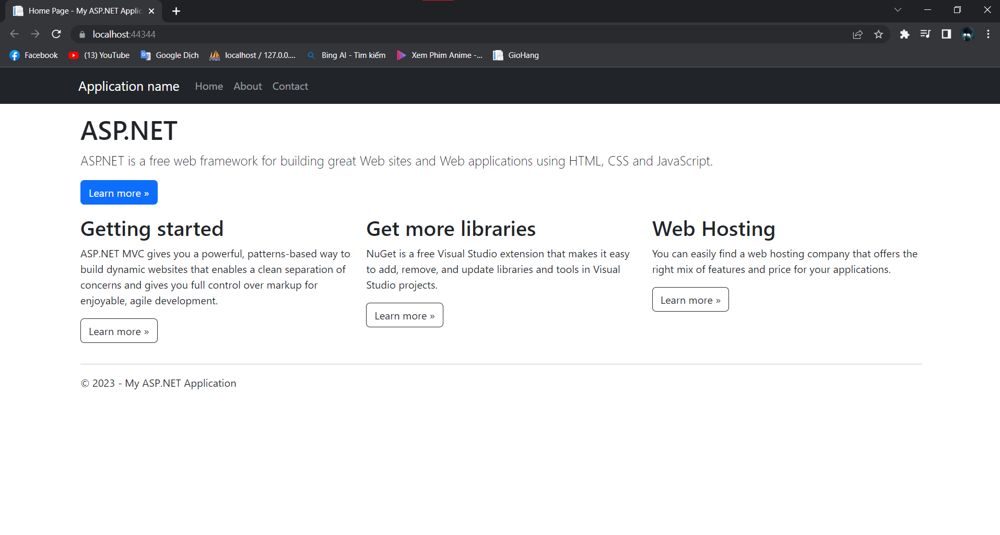 Home Page - My ASP.NET Applic
localhost:44344
Facebook (13) YouTube Google Dịch localhost / 127.0.0.... Bing AI - Tìm kiếm Xem Phim Anime -... GioHang
Application name Home About Contact
ASP.NET
ASP.NET is a free web framework for building great Web sites and Web applications using HTML, CSS and JavaScript.
Learn more »
Getting started
ASP.NET MVC gives you a powerful, patterns-based way to
build dynamic websites that enables a clean separation of
concerns and gives you full control over markup for
enjoyable, agile development.
Learn more »
Get more libraries
NuGet is a free Visual Studio extension that makes it easy
to add, remove, and update libraries and tools in Visual
Studio projects.
Learn more »
Web Hosting
You can easily find a web hosting company that offers the
right mix of features and price for your applications.
Learn more »
© 2023 - My ASP.NET Application